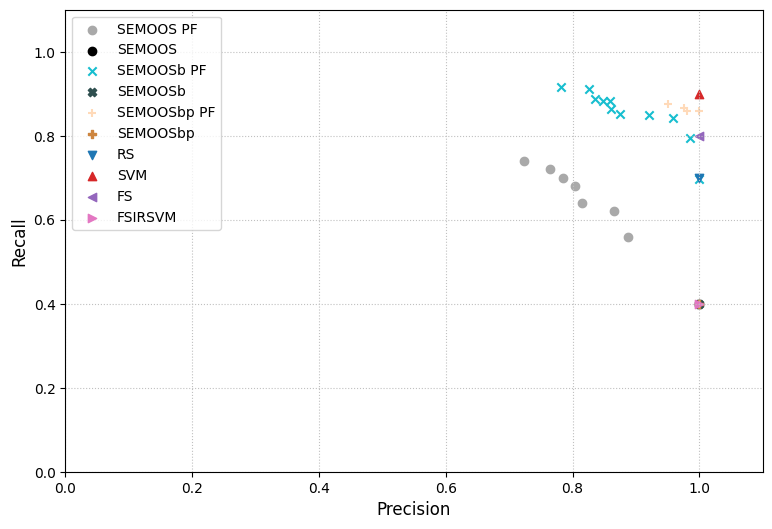 SEMOOS PF
SEMOOS
SEMOOSb PF
SEMOOSb
SEMOOSbp PF
SEMOOSbp
RS
SVM
FS
FSIRSVM
1.0
0.8
0.6
0.4
0.2
0.0
Recall
0.0 0.2 0.4 0.6 0.8 1.0
Precision